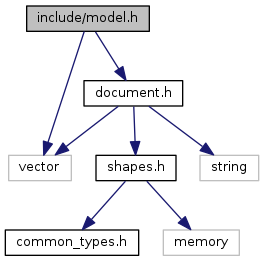 include/model.h
document.h
vector
shapes.h
string
common_types.h
memory